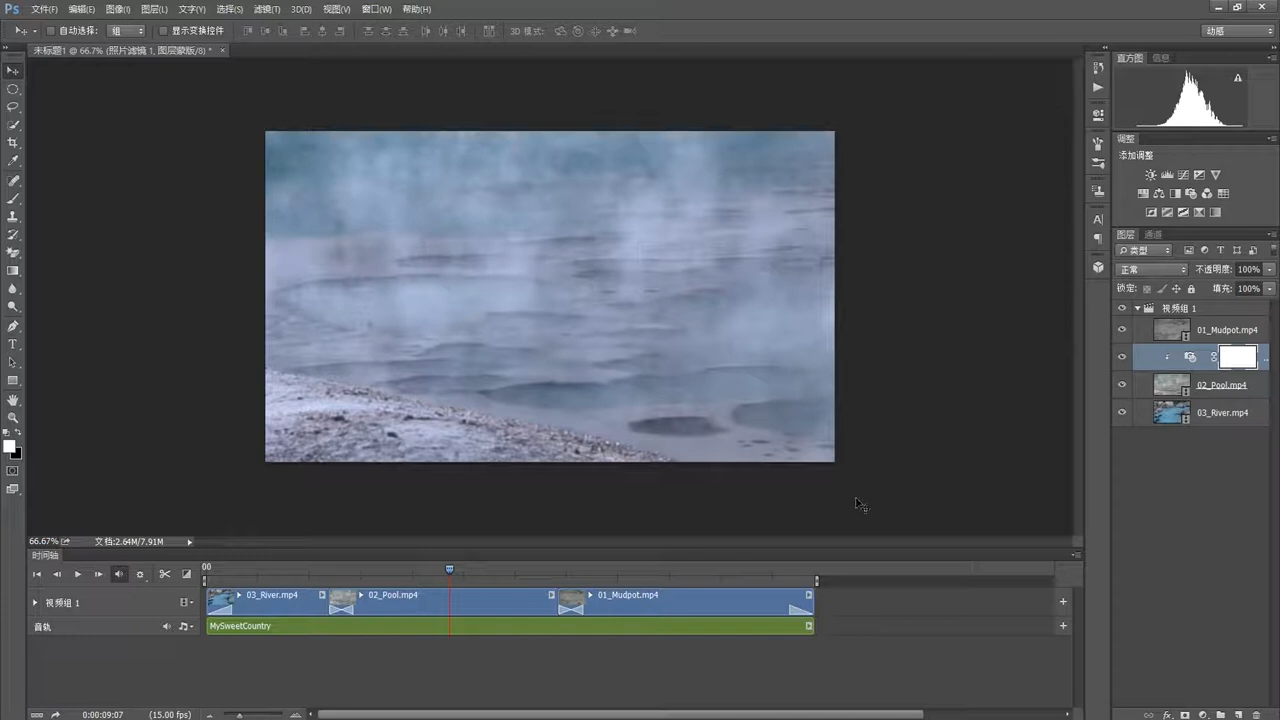 Ps 文件(F) 编辑(E) 图像(I) 图层(L) 文字(Y) 选择(S) 滤镜(T) 3D(D) 视图(V) 窗口(W) 帮助(H)
自动选择: 组 显示变换控件 3D 模式: 动感
未标题1 @ 66.7% (照片滤镜 1, 图层蒙版/8) * ×
直方图 信息
调整
添加调整
图层 通道
类型
正常 不透明度: 100%
锁定: 填充: 100%
视频组 1
01_Mudpot.mp4
02_Pool.mp4
03_River.mp4
66.67% 文档:2.64M/7.91M
时间轴
00
视频组 1 03_River.mp4 02_Pool.mp4 01_Mudpot.mp4
音轨 MySweetCountry
0:00:09:07 (15.00 fps)